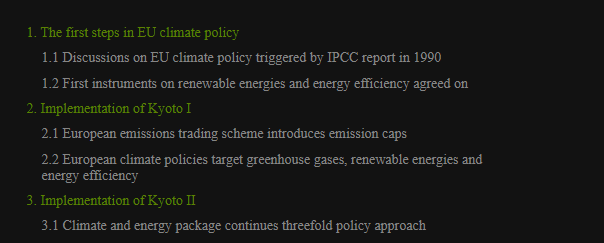 1. The first steps in EU climate policy
1.1 Discussions on EU climate policy triggered by IPCC report in 1990
1.2 First instruments on renewable energies and energy efficiency agreed on
2. Implementation of Kyoto I
2.1 European emissions trading scheme introduces emission caps
2.2 European climate policies target greenhouse gases, renewable energies and
energy efficiency
3. Implementation of Kyoto II
3.1 Climate and energy package continues threefold policy approach